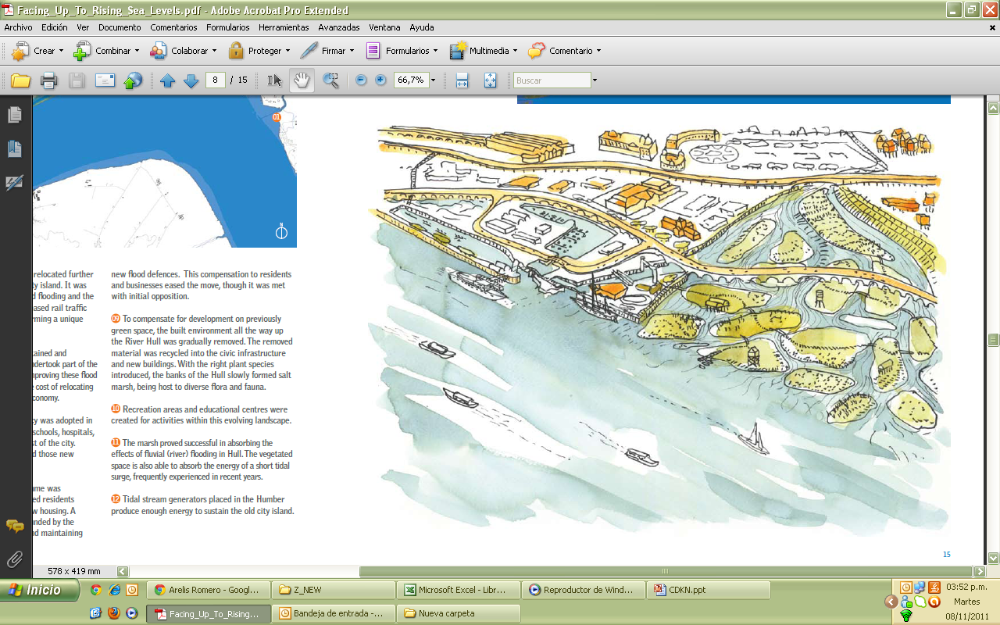 Facing_Up_To_Rising_Sea_Levels.pdf - Adobe Acrobat Pro Extended
Archivo Edición Ver Documento Comentarios Formularios Herramientas Avanzadas Ventana Ayuda
Crear Combinar Colaborar Proteger Firmar Formularios Multimedia Comentario
8 / 15 66,7% Buscar
01
N
relocated further
ty island. It was
d flooding and the
eased rail traffic
rming a unique
tained and
ndertook part of the
mproving these flood
e cost of relocating
conomy.
cy was adopted in
schools, hospitals,
st of the city.
d those new
ume was
ed residents
w housing. A
unded by the
nd maintaining
new flood defences. This compensation to residents
and businesses eased the move, though it was met
with initial opposition.
09 To compensate for development on previously
green space, the built environment all the way up
the River Hull was gradually removed. The removed
material was recycled into the civic infrastructure
and new buildings. With the right plant species
introduced, the banks of the Hull slowly formed salt
marsh, being host to diverse flora and fauna.
10 Recreation areas and educational centres were
created for activities within this evolving landscape.
11 The marsh proved successful in absorbing the
effects of fluvial (river) flooding in Hull. The vegetated
space is also able to absorb the energy of a short tidal
surge, frequently experienced in recent years.
12 Tidal stream generators placed in the Humber
produce enough energy to sustain the old city island.
15
578 x 419 mm
Inicio Arelis Romero - Googl... Z_NEW Microsoft Excel - Libr... Reproductor de Wind... CDKN.ppt 03:52 p.m.
Martes
Facing_Up_To_Rising... Bandeja de entrada -... Nueva carpeta 08/11/2011